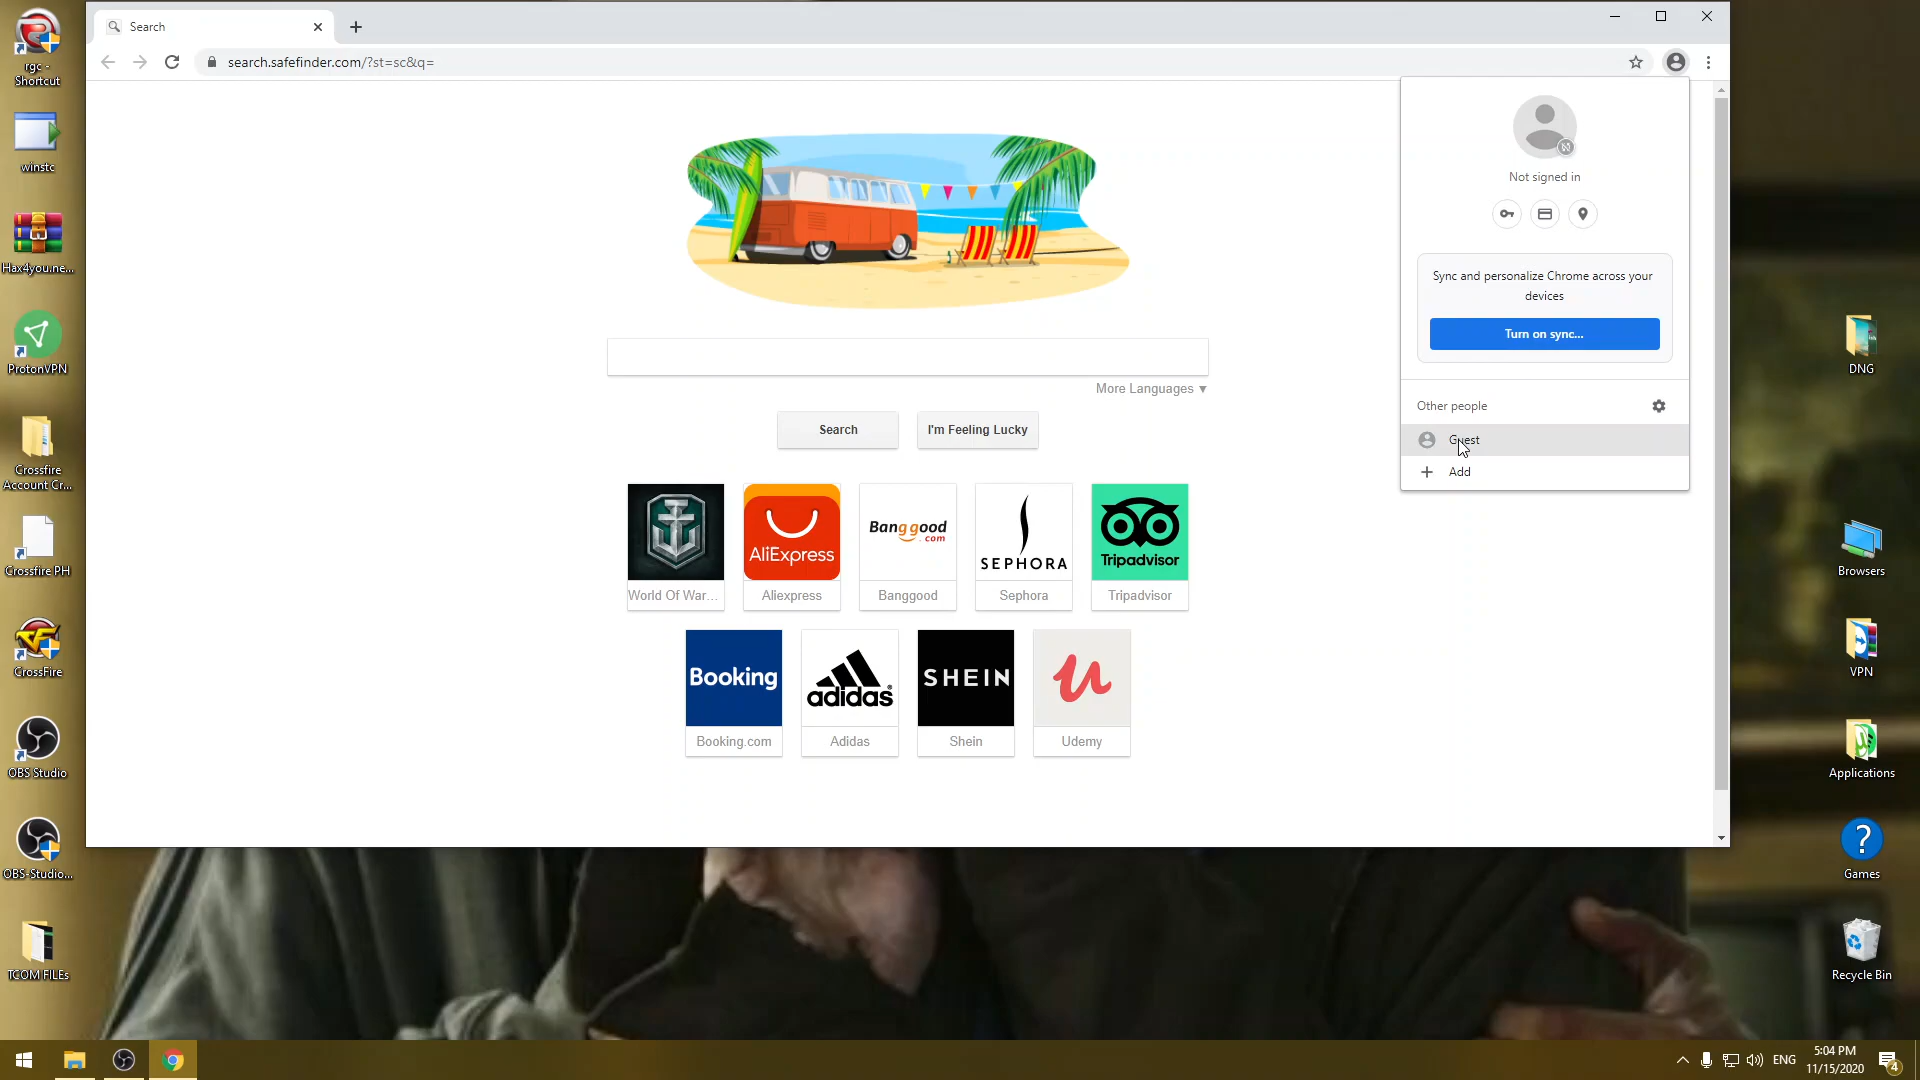 Search
search.safefinder.com/?st=sc&q=
rgc -
Shortcut
winstc
Hax4you.ne...
ProtonVPN
Crossfire
Account Cr...
Crossfire PH
CrossFire
OBS Studio
OBS-Studio...
TCOM FILEs
More Languages ▼
Search
I'm Feeling Lucky
AliExpress
Banggood
.com
SEPHORA
Tripadvisor
World Of War...
Aliexpress
Banggood
Sephora
Tripadvisor
Booking
adidas
SHEIN
Booking.com
Adidas
Shein
Udemy
Not signed in
Sync and personalize Chrome across your
devices
Turn on sync...
Other people
Guest
Add
DNG
Browsers
VPN
Applications
Games
Recycle Bin
ENG
5:04 PM
11/15/2020
4